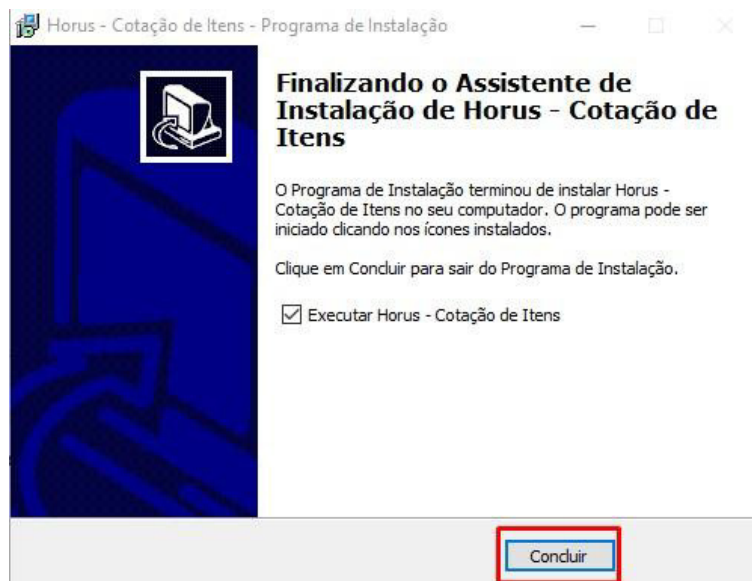 Horus - Cotação de Itens - Programa de Instalação
Finalizando o Assistente de
Instalação de Horus - Cotação de
Itens
O Programa de Instalação terminou de instalar Horus -
Cotação de Itens no seu computador. O programa pode ser
iniciado clicando nos ícones instalados.
Clique em Concluir para sair do Programa de Instalação.
Executar Horus - Cotação de Itens
Concluir